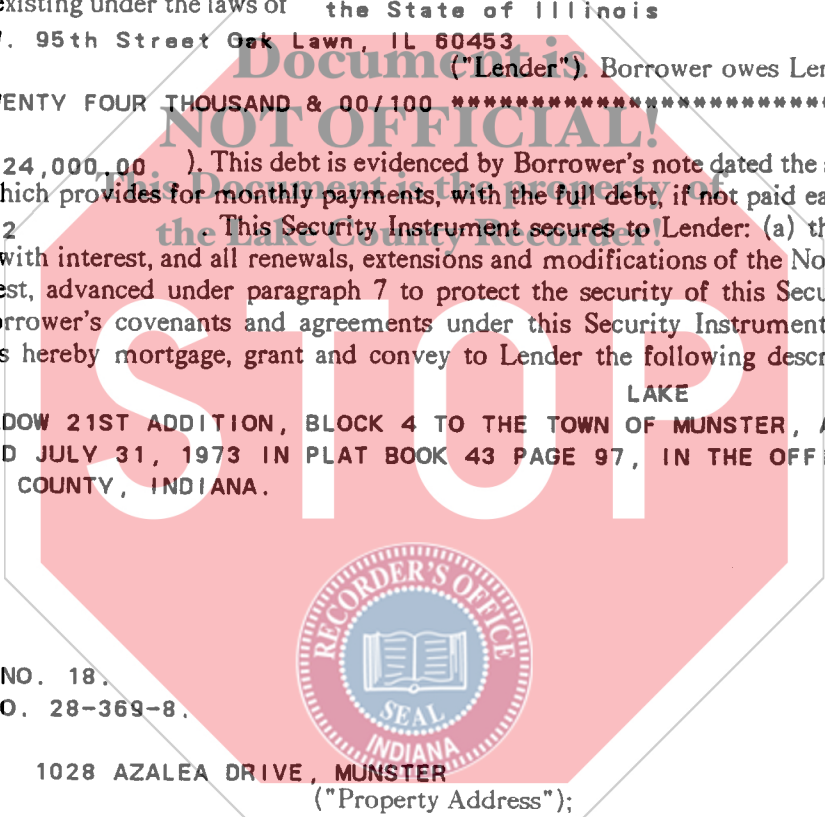 existing under the laws of the State of Illinois
. 95th Street Oak Lawn, IL 60453
Document is
("Lender"). Borrower owes Len
ENTY FOUR THOUSAND & 00/100 ****************************
NOT OFFICIAL!
24,000.00 ). This debt is evidenced by Borrower's note dated the s
hich provides for monthly payments, with the full debt, if not paid ea
This Document is the property of
2 . This Security Instrument secures to Lender: (a) th
the Lake County Recorder!
with interest, and all renewals, extensions and modifications of the No
est, advanced under paragraph 7 to protect the security of this Secu
orrower's covenants and agreements under this Security Instrument
s hereby mortgage, grant and convey to Lender the following descr
LAKE
DOW 21ST ADDITION, BLOCK 4 TO THE TOWN OF MUNSTER, A
D JULY 31, 1973 IN PLAT BOOK 43 PAGE 97, IN THE OFF
STOP
COUNTY, INDIANA.
RECORDER'S OFFICE
NO. 18.
O. 28-369-8.
SEAL
INDIANA
1028 AZALEA DRIVE, MUNSTER
("Property Address");